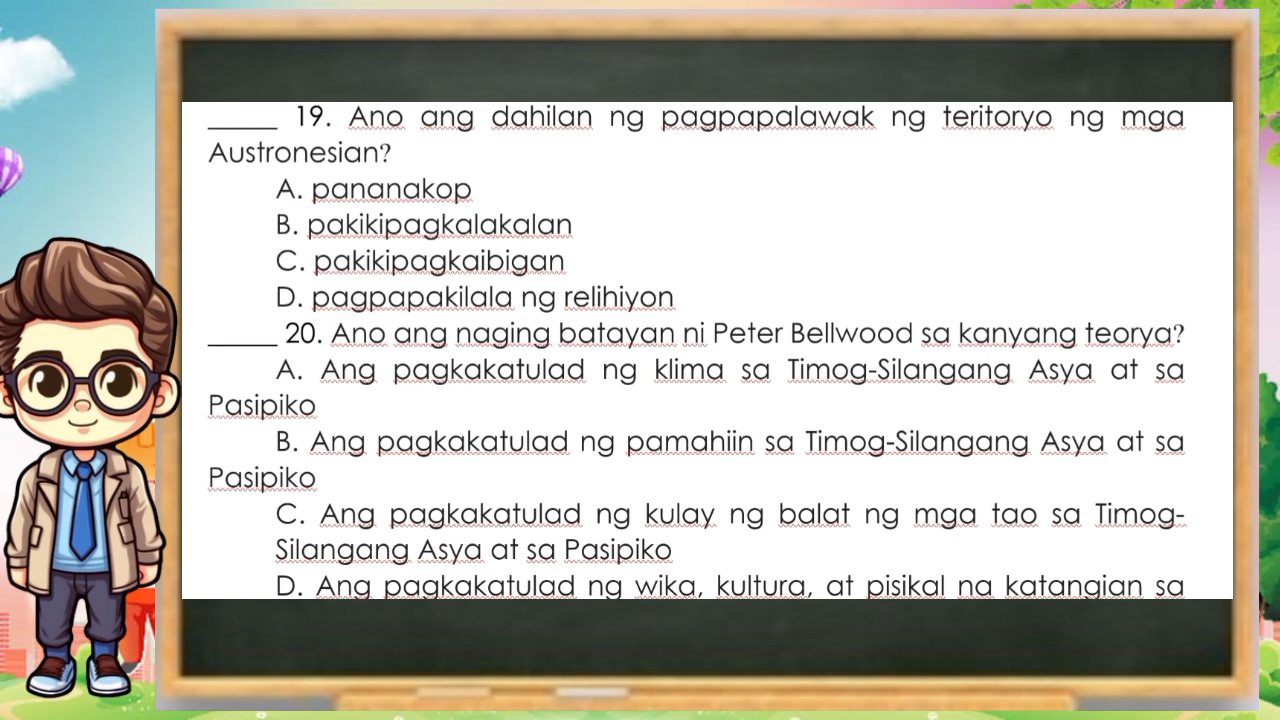 _____ 19. Ano ang dahilan ng pagpapalawak ng teritoryo ng mga
Austronesian?
A. pananakop
B. pakikipagkalakalan
C. pakikipagkaibigan
D. pagpapakilala ng relihiyon
_____ 20. Ano ang naging batayan ni Peter Bellwood sa kanyang teorya?
A. Ang pagkakatulad ng klima sa Timog-Silangang Asya at sa
Pasipiko
B. Ang pagkakatulad ng pamahiin sa Timog-Silangang Asya at sa
Pasipiko
C. Ang pagkakatulad ng kulay ng balat ng mga tao sa Timog-
Silangang Asya at sa Pasipiko
D. Ang pagkakatulad ng wika, kultura, at pisikal na katangian sa